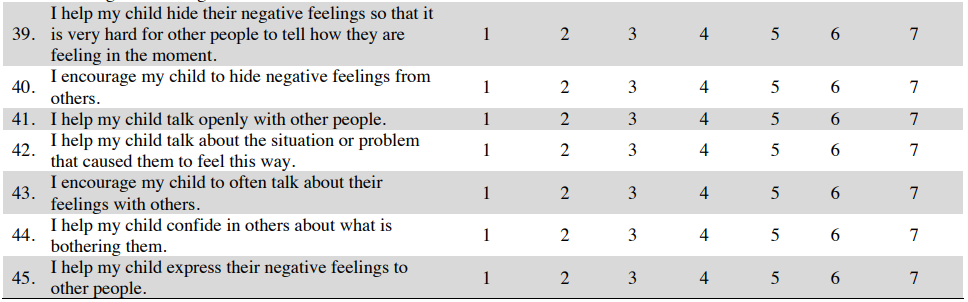 I help my child hide their negative feelings so that it
39. is very hard for other people to tell how they are 1 2 3 4 5 6 7
feeling in the moment.
40. I encourage my child to hide negative feelings from 1 2 3 4 5 6 7
others.
41. I help my child talk openly with other people. 1 2 3 4 5 6 7
42. I help my child talk about the situation or problem 1 2 3 4 5 6 7
that caused them to feel this way.
43. I encourage my child to often talk about their 1 2 3 4 5 6 7
feelings with others.
44. I help my child confide in others about what is 1 2 3 4 5 6 7
bothering them.
45. I help my child express their negative feelings to 1 2 3 4 5 6 7
other people.